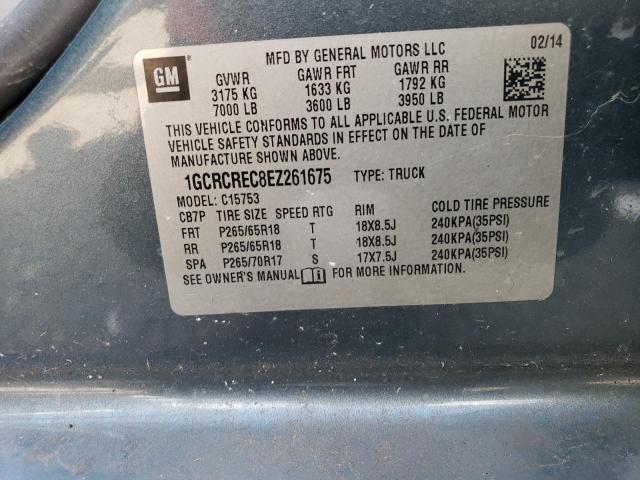 GM
MFD BY GENERAL MOTORS LLC 02/14
GVWR GAWR FRT GAWR RR
3175 KG 1633 KG 1792 KG
7000 LB 3600 LB 3950 LB
THIS VEHICLE CONFORMS TO ALL APPLICABLE U.S. FEDERAL MOTOR
VEHICLE SAFETY STANDARDS IN EFFECT ON THE DATE OF
MANUFACTURE SHOWN ABOVE.
1GCRCREC8EZ261675 TYPE: TRUCK
MODEL: C15753
CB7P TIRE SIZE SPEED RTG RIM COLD TIRE PRESSURE
FRT P265/65R18 T 18X8.5J 240KPA(35PSI)
RR P265/65R18 T 18X8.5J 240KPA(35PSI)
SPA P265/70R17 S 17X7.5J 240KPA(35PSI)
SEE OWNER'S MANUAL FOR MORE INFORMATION.